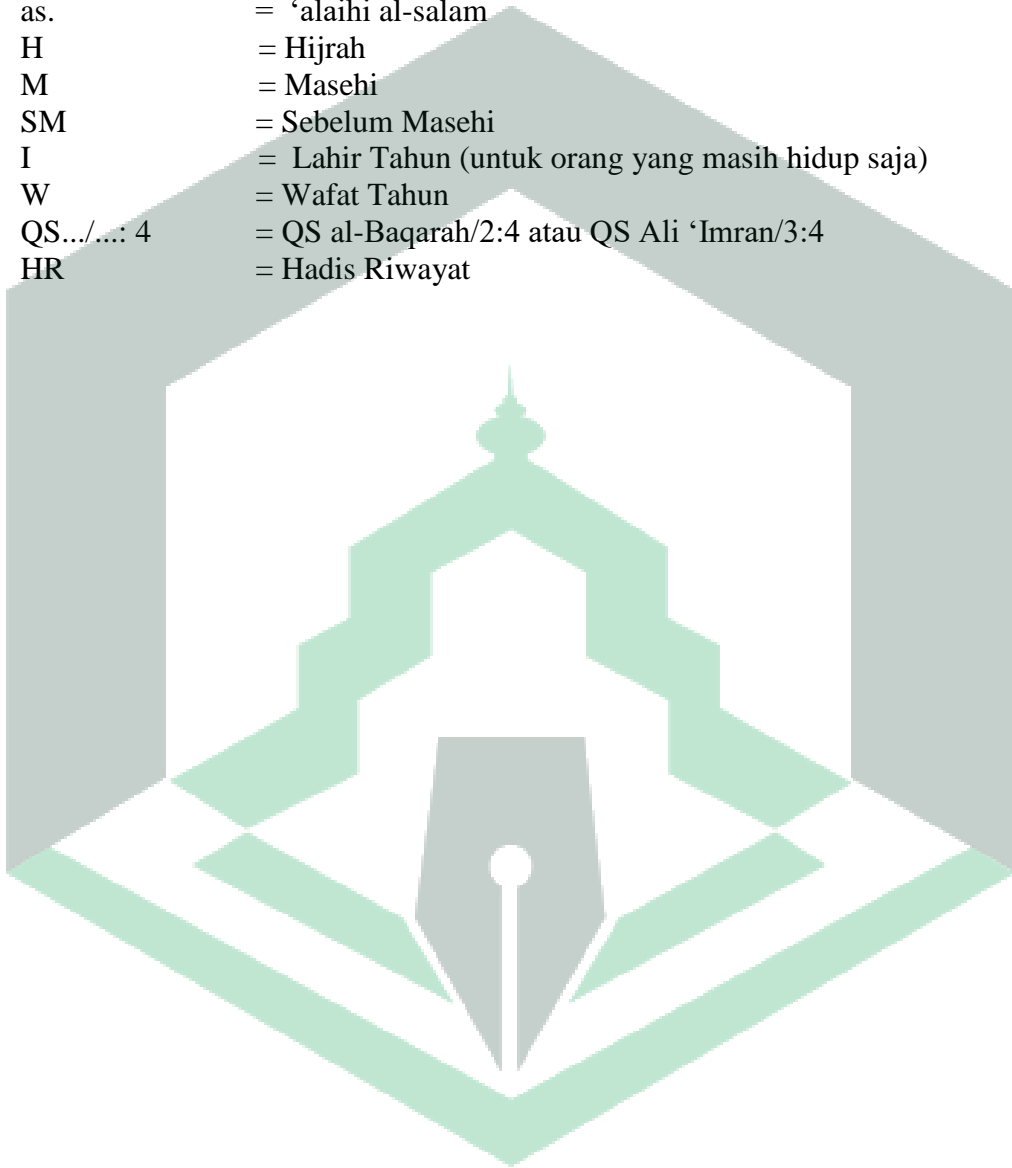 as. = ‘alaihi al-salam
H = Hijrah
M = Masehi
SM = Sebelum Masehi
I = Lahir Tahun (untuk orang yang masih hidup saja)
W = Wafat Tahun
QS.../...: 4 = QS al-Baqarah/2:4 atau QS Ali ‘Imran/3:4
HR = Hadis Riwayat